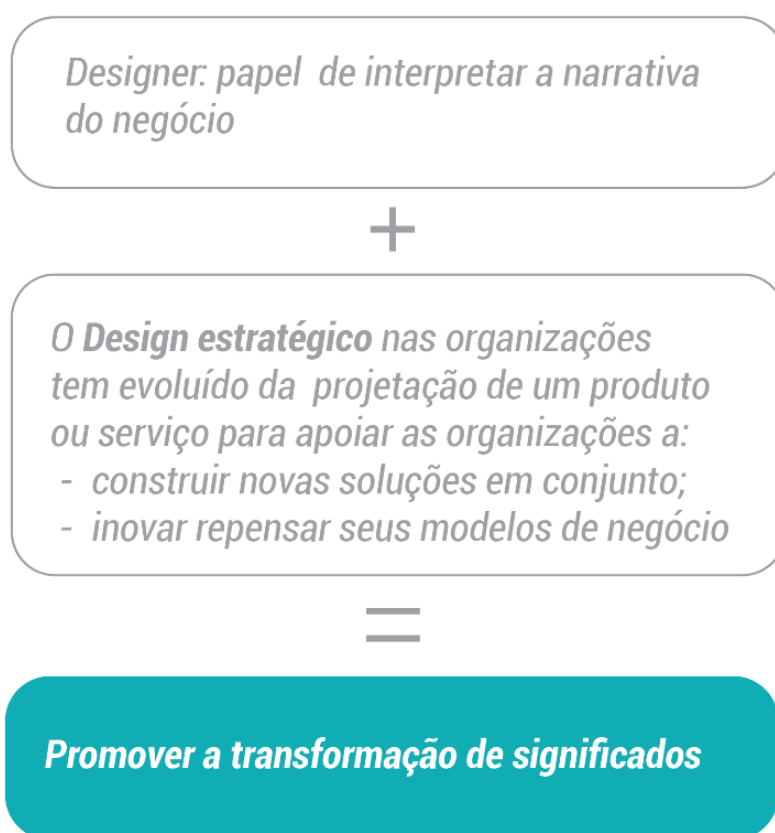 Designer: papel de interpretar a narrativa
do negócio
+
O Design estratégico nas organizações
tem evoluído da projetação de um produto
ou serviço para apoiar as organizações a:
- construir novas soluções em conjunto;
- inovar repensar seus modelos de negócio
=
Promover a transformação de significados